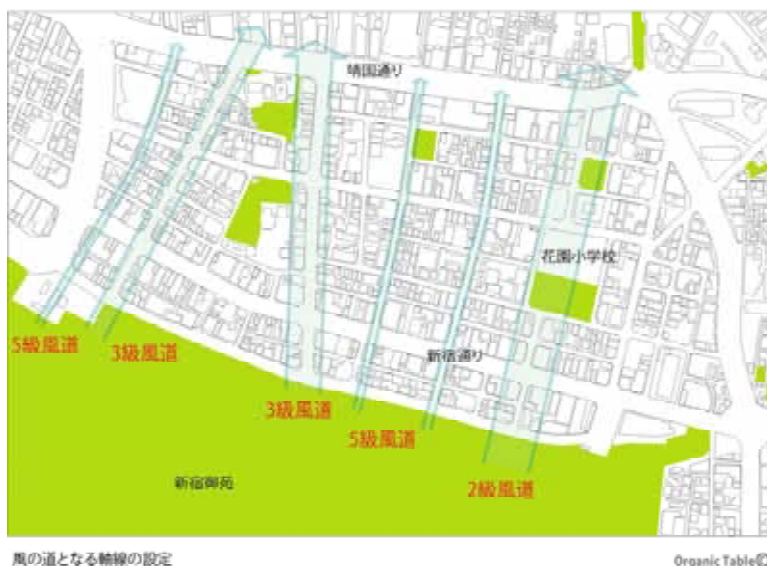 靖国通り
花園小学校
5級風道
3級風道
新宿通り
3級風道
5級風道
新宿御苑
2級風道
風の道となる軸線の設定
Organic Table©